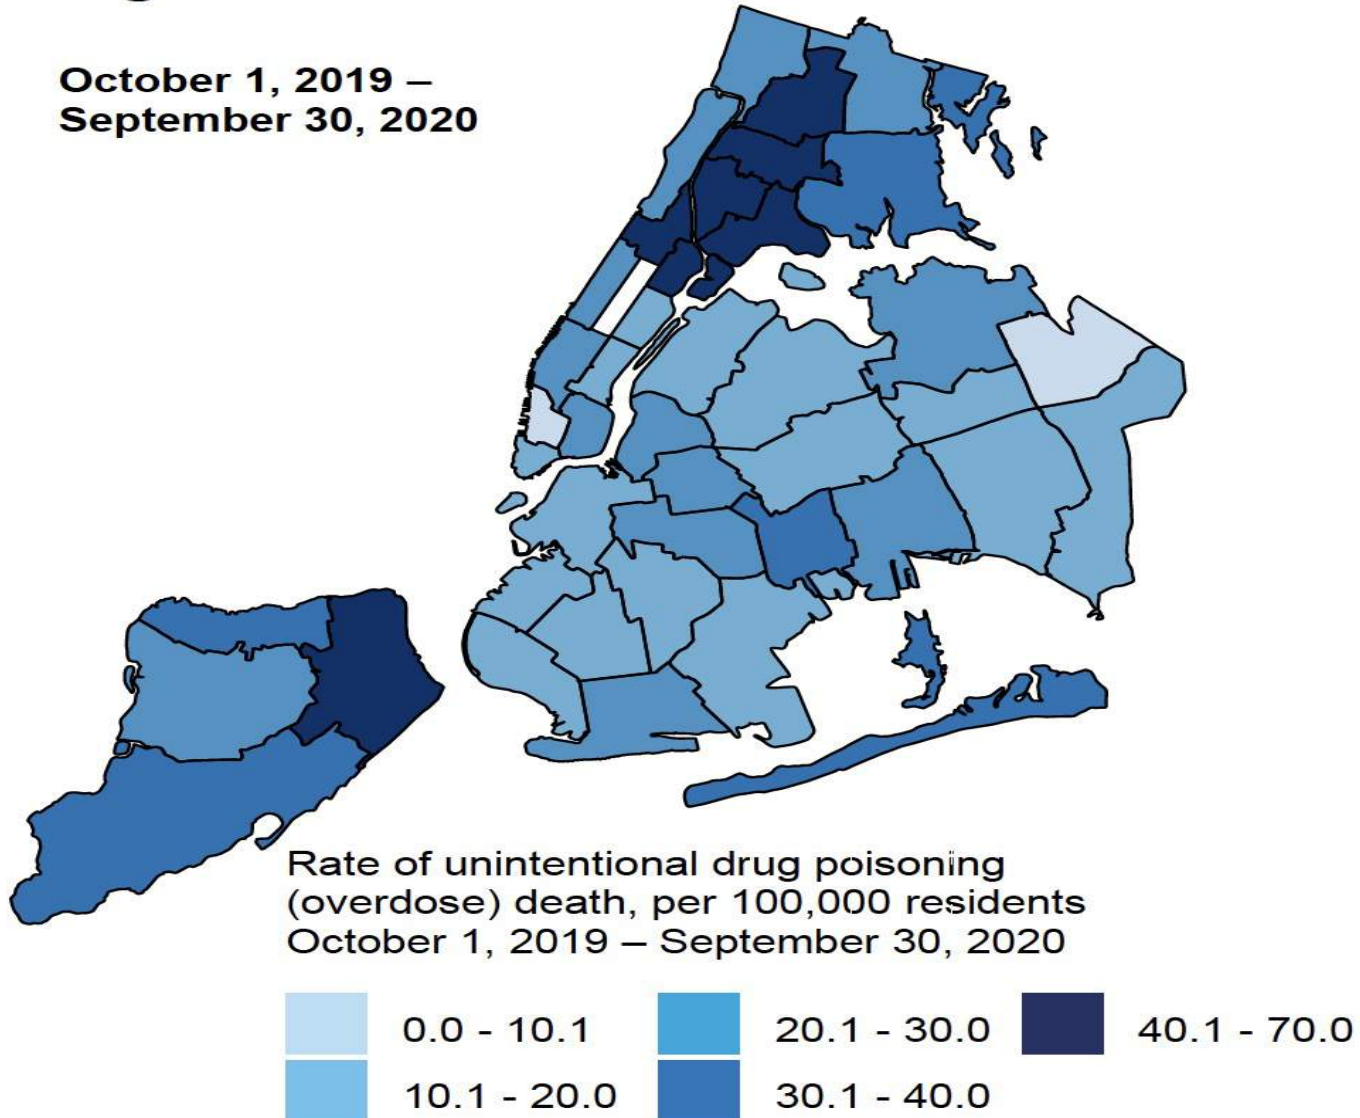 October 1, 2019 –
September 30, 2020
Rate of unintentional drug poisoning
(overdose) death, per 100,000 residents
October 1, 2019 – September 30, 2020
0.0 - 10.1
20.1 - 30.0
40.1 - 70.0
10.1 - 20.0
30.1 - 40.0